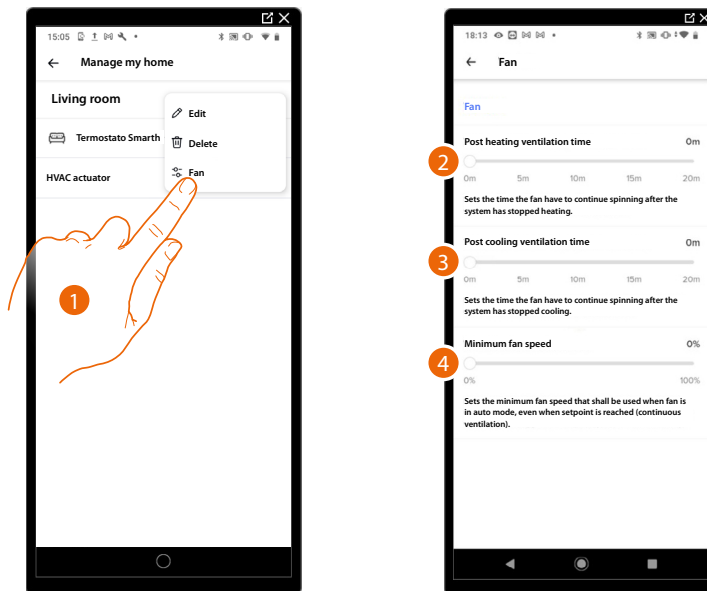 15:05
Manage my home
Living room
Edit
Termostato Smarth
Delete
HVAC actuator
Fan
1
18:13
Fan
Fan
2
Post heating ventilation time 0m
0m 5m 10m 15m 20m
Sets the time the fan have to continue spinning after the
system has stopped heating.
3
Post cooling ventilation time 0m
0m 5m 10m 15m 20m
Sets the time the fan have to continue spinning after the
system has stopped cooling.
4
Minimum fan speed 0%
0% 100%
Sets the minimum fan speed that shall be used when fan is
in auto mode, even when setpoint is reached (continuous
ventilation).